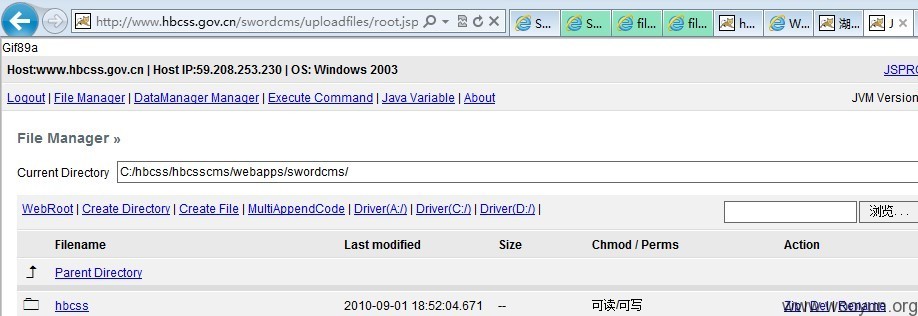 http://www.hbcss.gov.cn/swordcms/uploadfiles/root.jsp S... S... fil... fil... h... W... 湖... J
Gif89a
Host:www.hbcss.gov.cn | Host IP:59.208.253.230 | OS: Windows 2003 JSPRO
Logout | File Manager | DataManager Manager | Execute Command | Java Variable | About JVM Version
File Manager »
Current Directory C:/hbcss/hbcsscms/webapps/swordcms/
WebRoot | Create Directory | Create File | MultiAppendCode | Driver(A:/) | Driver(C:/) | Driver(D:/) | 浏览...
Filename Last modified Size Chmod / Perms Action
Parent Directory
hbcss 2010-09-01 18:52:04.671 -- 可读/可写 Zip Del Rename
www.wooyun.org